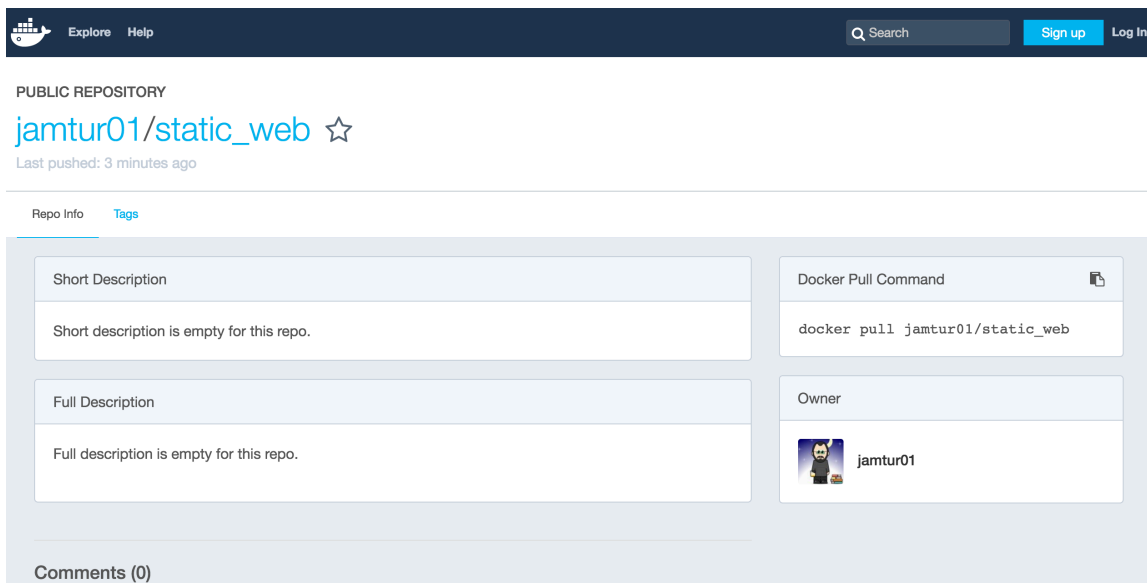 Explore Help Search Sign up Log In
PUBLIC REPOSITORY
jamtur01/static_web
Last pushed: 3 minutes ago
Repo Info Tags
Short Description
Short description is empty for this repo.
Full Description
Full description is empty for this repo.
Docker Pull Command
docker pull jamtur01/static_web
Owner
jamtur01
Comments (0)